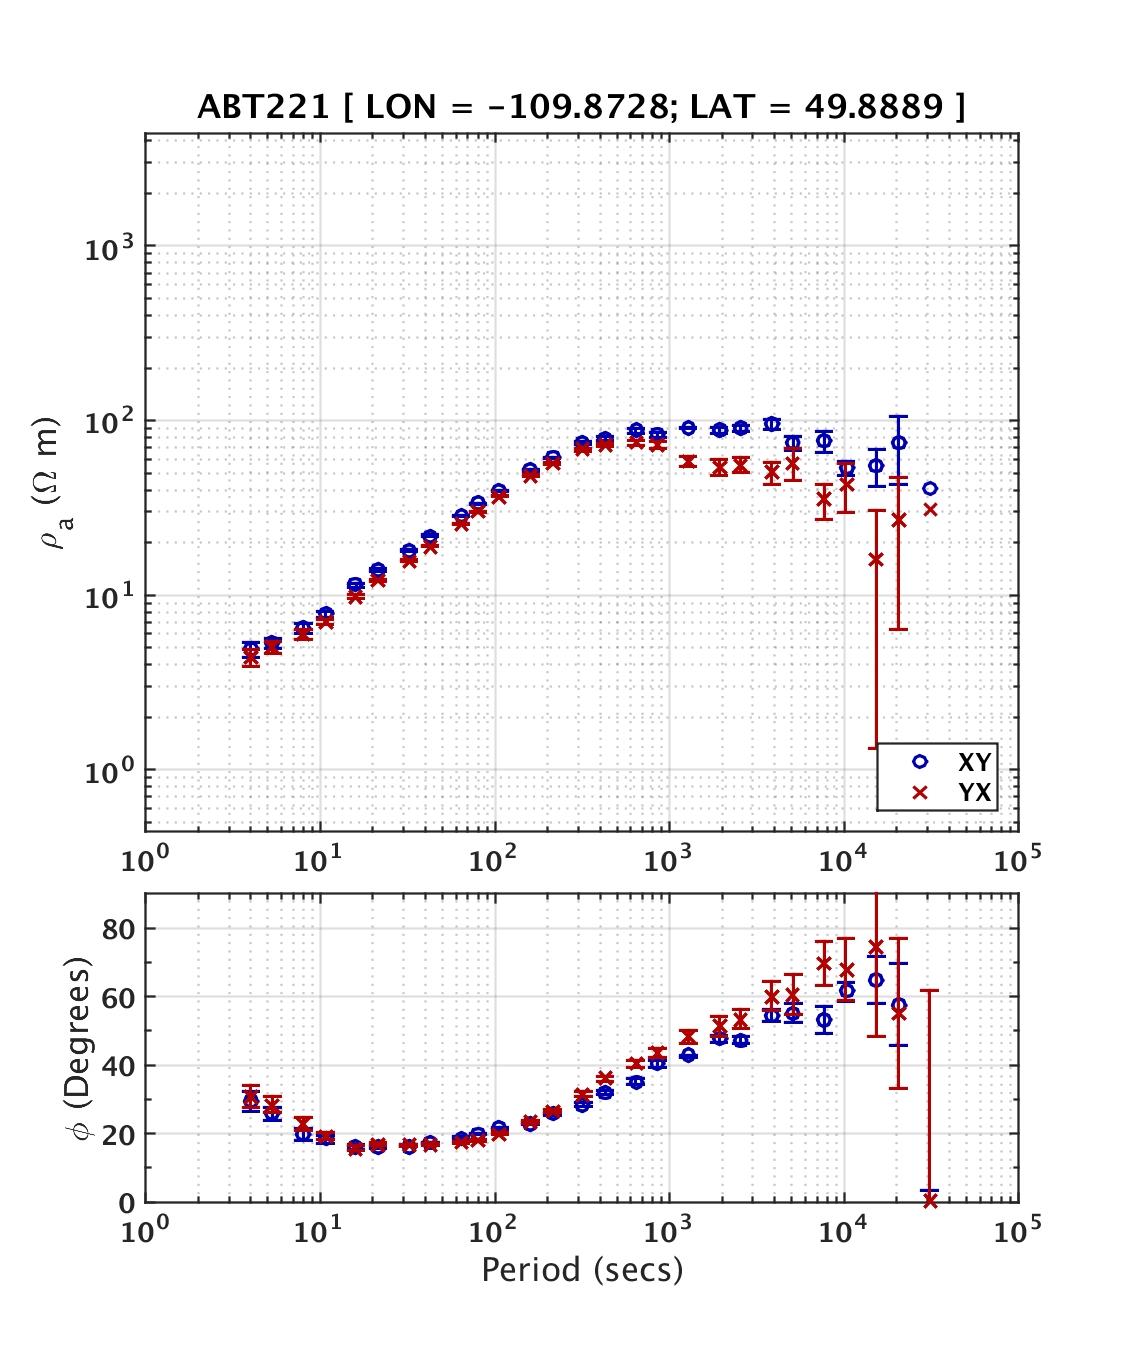 ABT221 [ LON = -109.8728; LAT = 49.8889 ]
ρa (Ω m)
10³
10²
10¹
10⁰
XY
YX
10⁰ 10¹ 10² 10³ 10⁴ 10⁵
ϕ (Degrees)
80
60
40
20
0
10⁰ 10¹ 10² 10³ 10⁴ 10⁵
Period (secs)